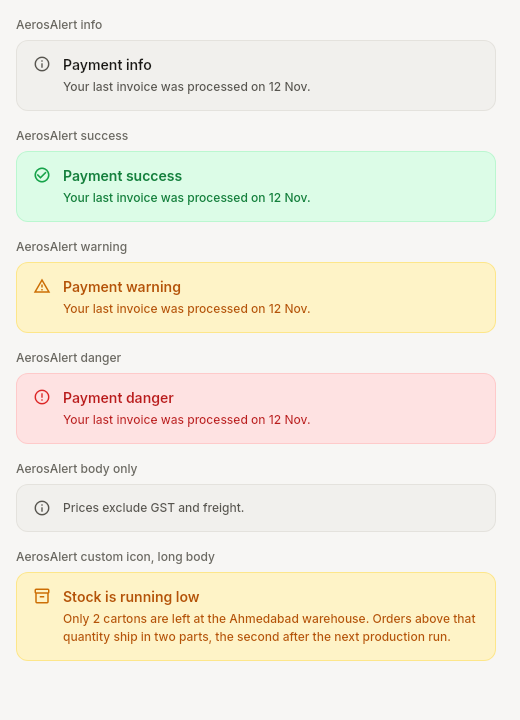 AerosAlert info
Payment info
Your last invoice was processed on 12 Nov.
AerosAlert success
Payment success
Your last invoice was processed on 12 Nov.
AerosAlert warning
Payment warning
Your last invoice was processed on 12 Nov.
AerosAlert danger
Payment danger
Your last invoice was processed on 12 Nov.
AerosAlert body only
Prices exclude GST and freight.
AerosAlert custom icon, long body
Stock is running low
Only 2 cartons are left at the Ahmedabad warehouse. Orders above that
quantity ship in two parts, the second after the next production run.